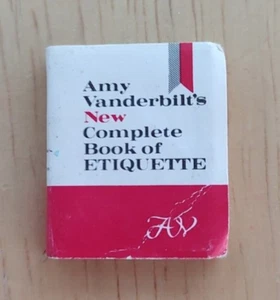 Amy
Vanderbilt's
New
Complete
Book of
ETIQUETTE
AV